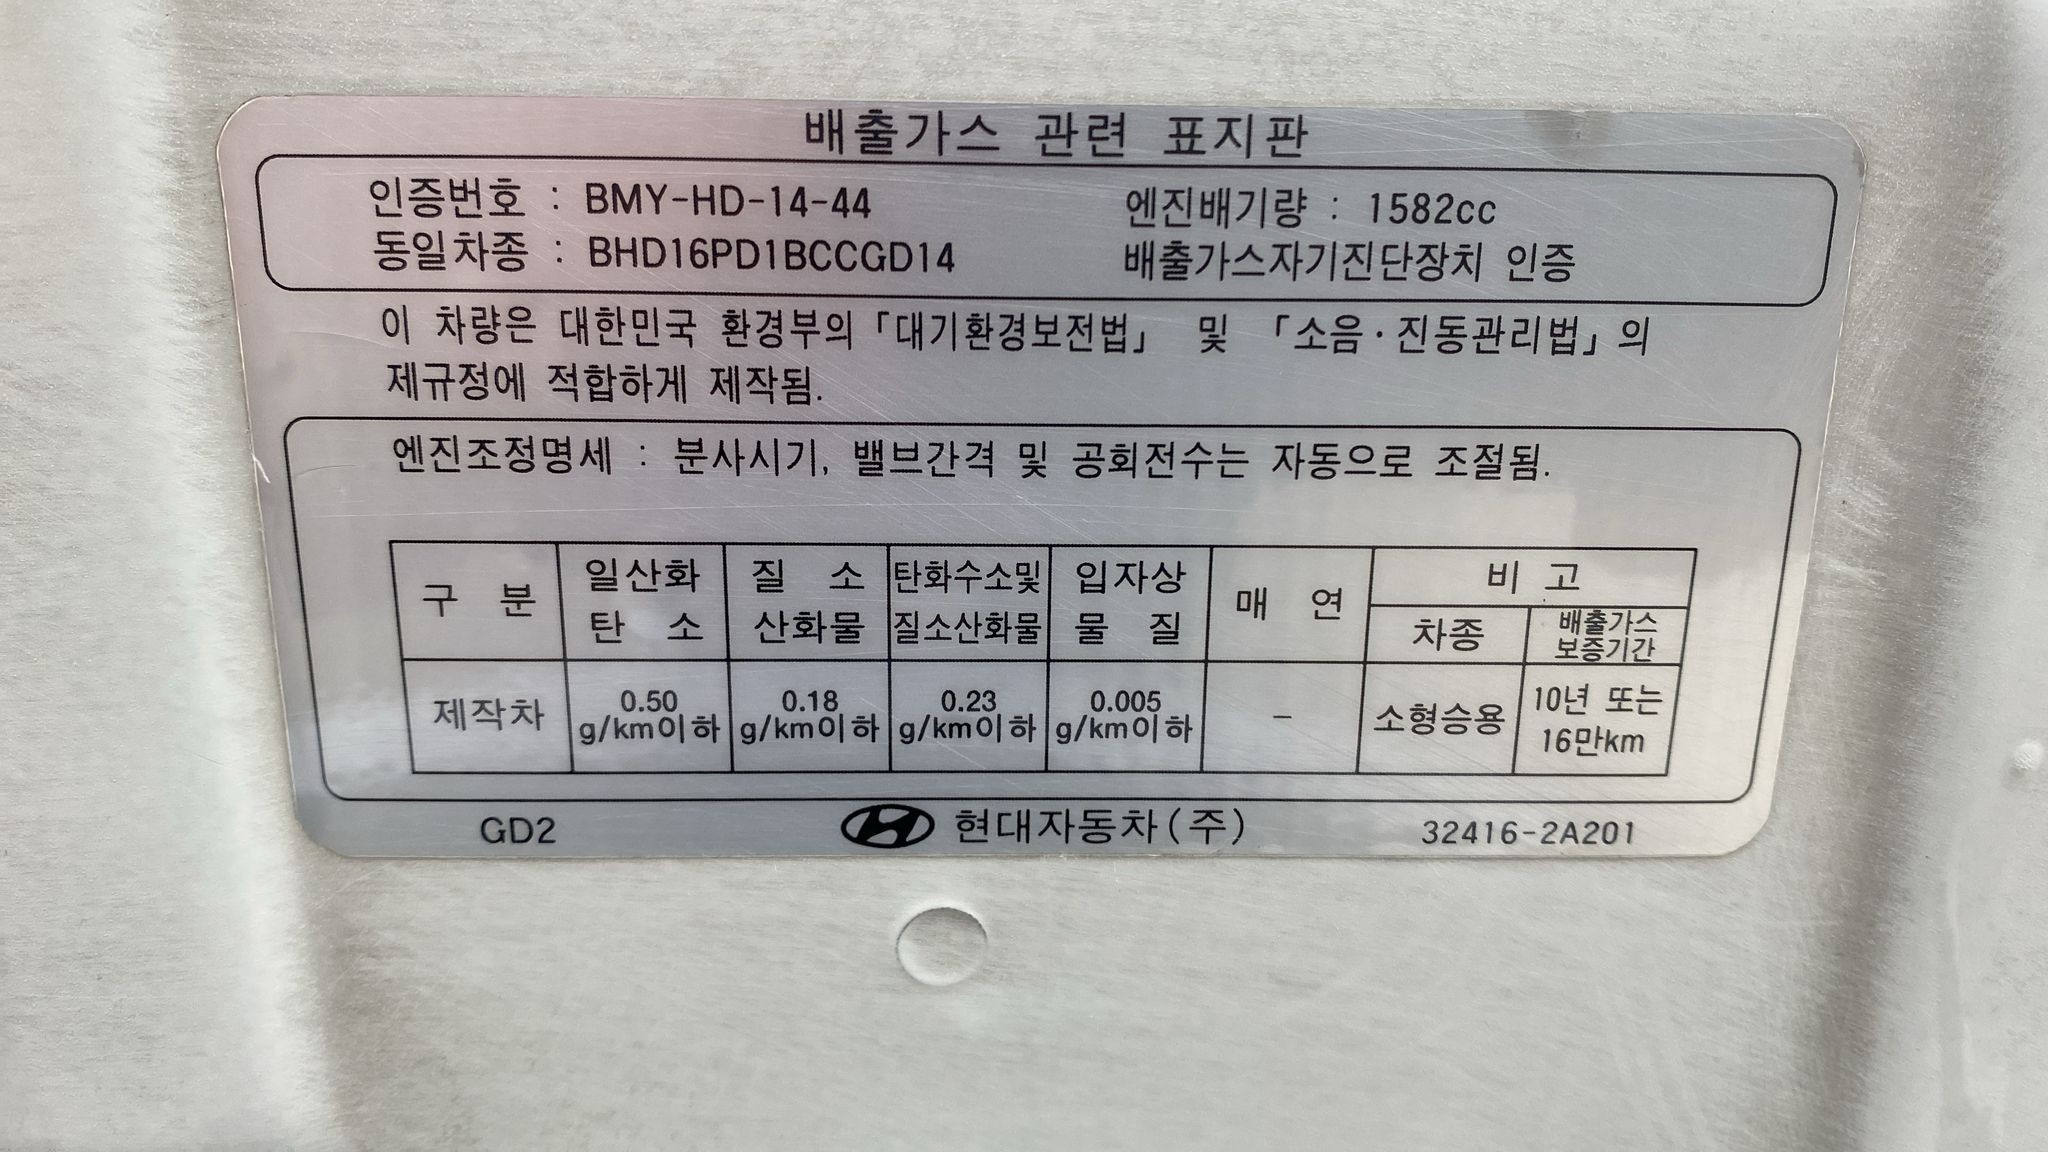 배출가스 관련 표지판
인증번호 : BMY-HD-14-44 엔진배기량 : 1582cc
동일차종 : BHD16PD1BCCGD14 배출가스자기진단장치 인증
이 차량은 대한민국 환경부의 「대기환경보전법」 및 「소음·진동관리법」의
제규정에 적합하게 제작됨.
엔진조정명세 : 분사시기, 밸브간격 및 공회전수는 자동으로 조절됨.
구 분
일산화
탄 소
질 소
산화물
탄화수소및
질소산화물
입자상
물 질
매 연
비 고
차종
배출가스
보증기간
제작차
0.50
g/km이하
0.18
g/km이하
0.23
g/km이하
0.005
g/km이하
-
소형승용
10년 또는
16만km
GD2 현대자동차(주) 32416-2A201